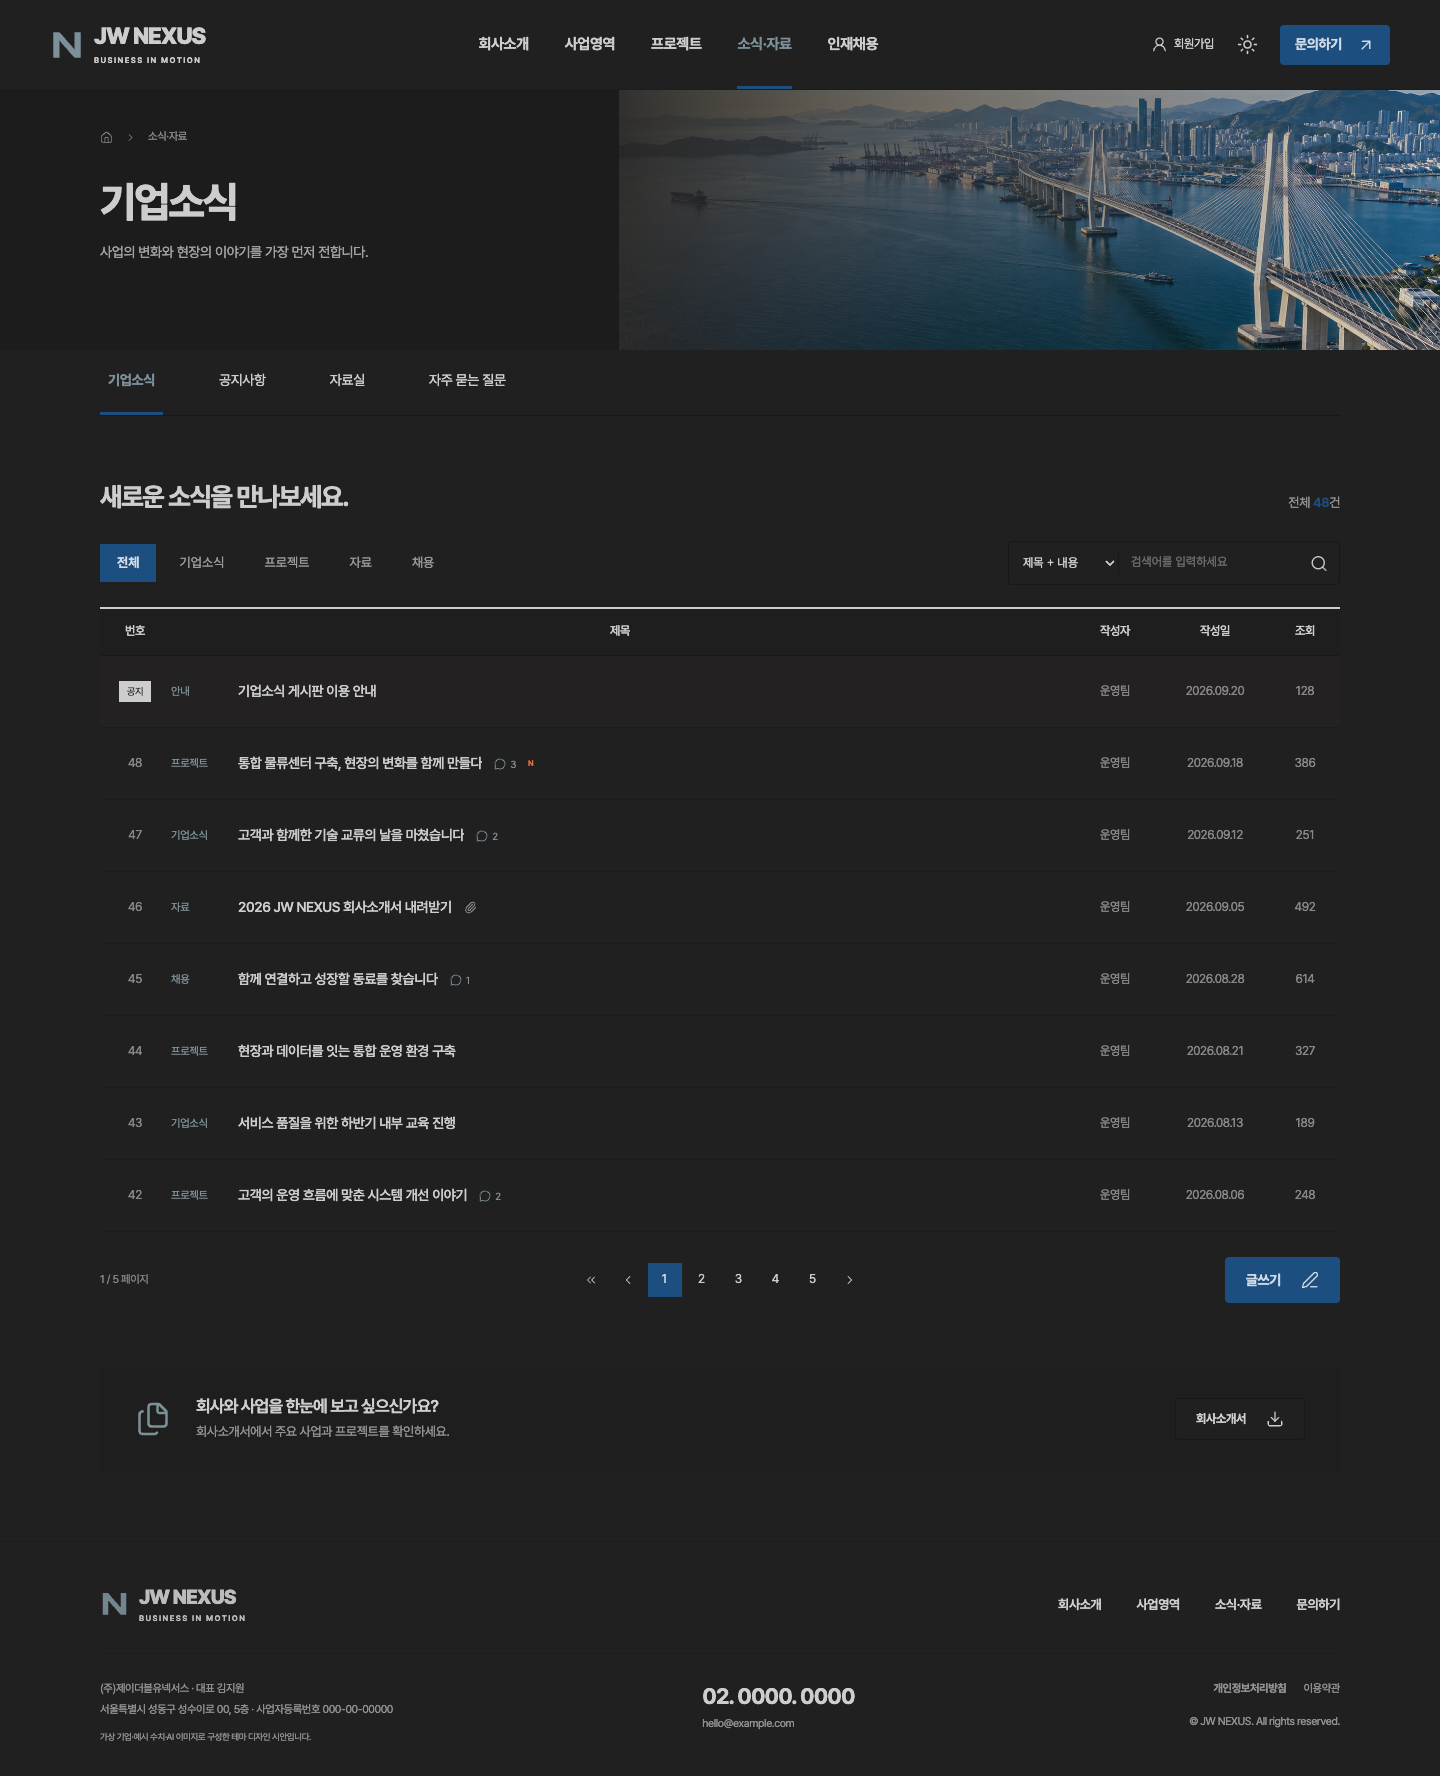 JW NEXUS
BUSINESS IN MOTION
회사소개 사업영역 프로젝트 소식·자료 인재채용
회원가입
문의하기
소식·자료
기업소식
사업의 변화와 현장의 이야기를 가장 먼저 전합니다.
기업소식 공지사항 자료실 자주 묻는 질문
새로운 소식을 만나보세요.
전체 48건
전체 기업소식 프로젝트 자료 채용
제목 + 내용 검색어를 입력하세요
번호 제목 작성자 작성일 조회
공지 안내 기업소식 게시판 이용 안내 운영팀 2026.09.20 128
48 프로젝트 통합 물류센터 구축, 현장의 변화를 함께 만들다 3 N 운영팀 2026.09.18 386
47 기업소식 고객과 함께한 기술 교류의 날을 마쳤습니다 2 운영팀 2026.09.12 251
46 자료 2026 JW NEXUS 회사소개서 내려받기 운영팀 2026.09.05 492
45 채용 함께 연결하고 성장할 동료를 찾습니다 1 운영팀 2026.08.28 614
44 프로젝트 현장과 데이터를 잇는 통합 운영 환경 구축 운영팀 2026.08.21 327
43 기업소식 서비스 품질을 위한 하반기 내부 교육 진행 운영팀 2026.08.13 189
42 프로젝트 고객의 운영 흐름에 맞춘 시스템 개선 이야기 2 운영팀 2026.08.06 248
1 / 5 페이지
« ‹ 1 2 3 4 5 ›
글쓰기
회사와 사업을 한눈에 보고 싶으신가요?
회사소개서에서 주요 사업과 프로젝트를 확인하세요.
회사소개서
JW NEXUS
BUSINESS IN MOTION
회사소개 사업영역 소식·자료 문의하기
(주)제이더블유넥서스 · 대표 김지원
서울특별시 성동구 성수이로 00, 5층 · 사업자등록번호 000-00-00000
가상 기업·예시 수치·AI 이미지로 구성한 테마 디자인 시안입니다.
02. 0000. 0000
hello@example.com
개인정보처리방침 이용약관
© JW NEXUS. All rights reserved.